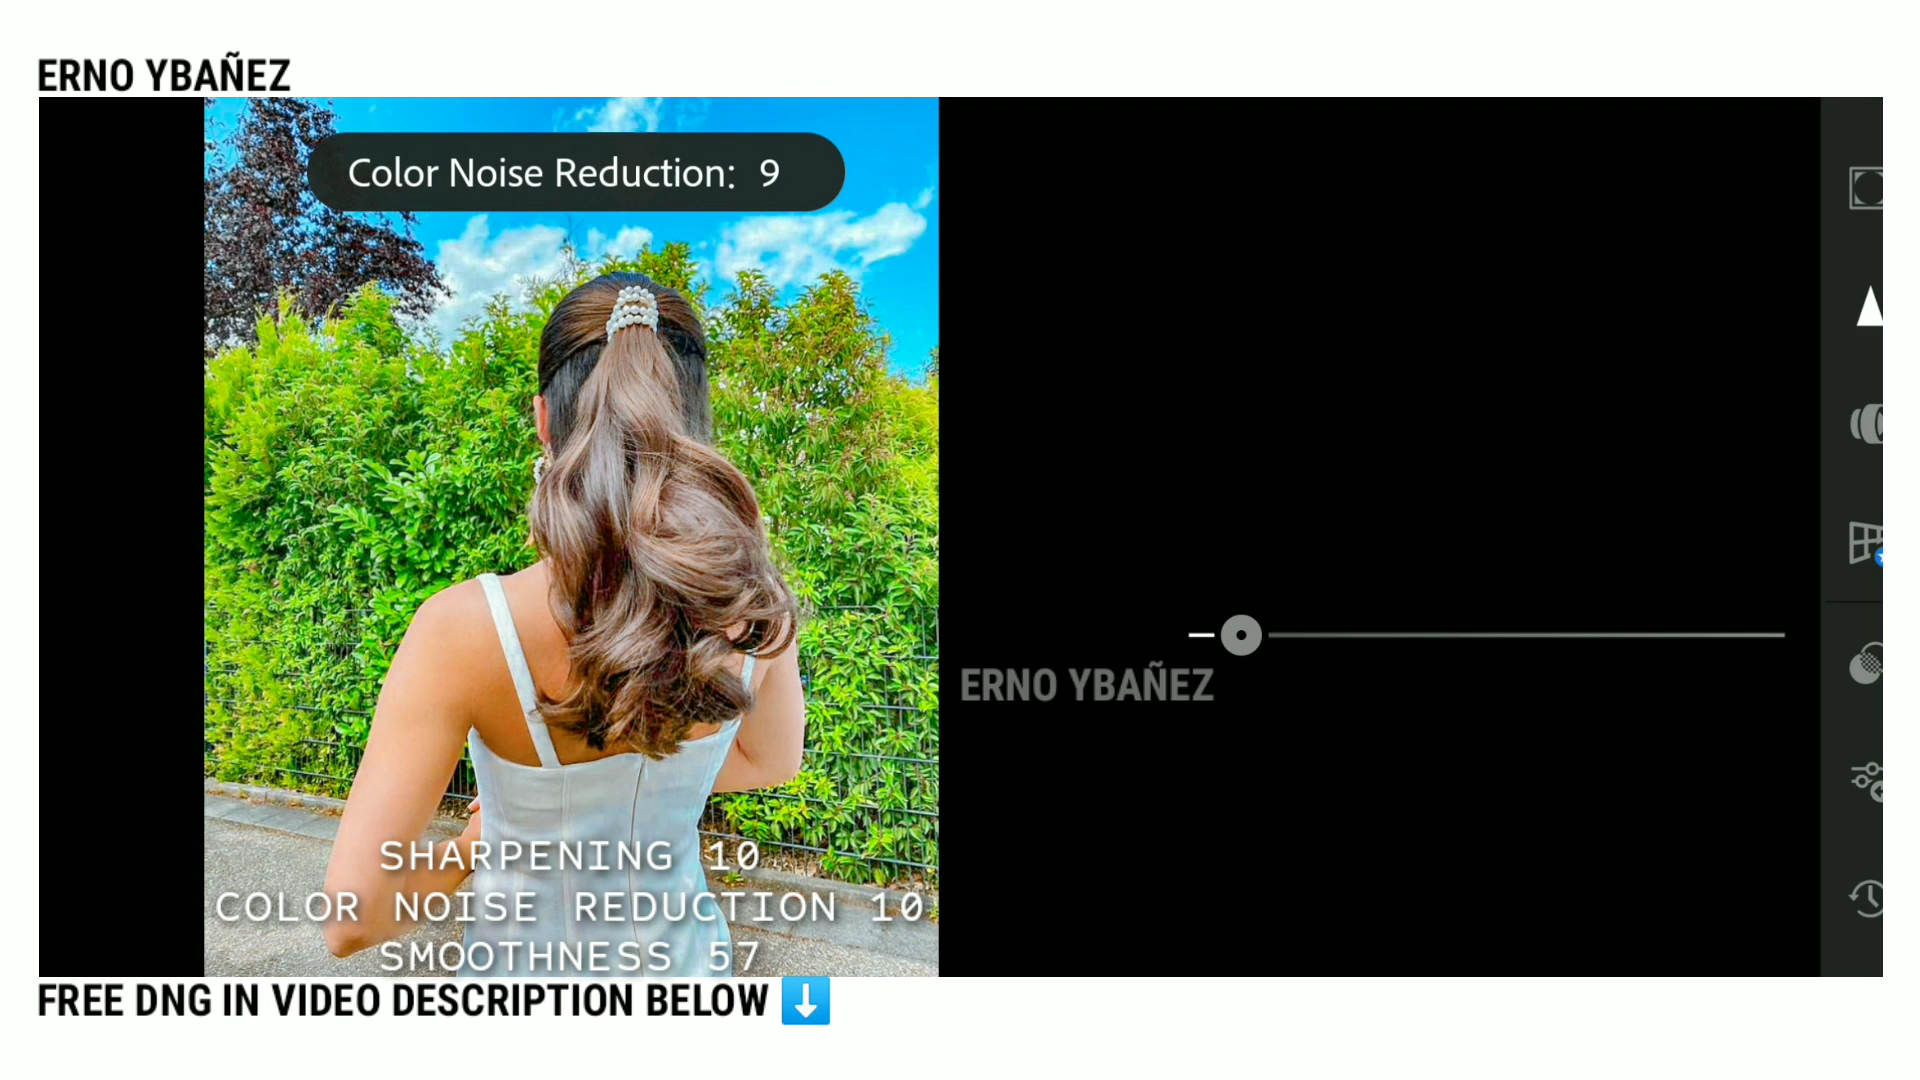 ERNO YBAÑEZ
Color Noise Reduction: 9
ERNO YBAÑEZ
SHARPENING 10
COLOR NOISE REDUCTION 10
SMOOTHNESS 57
FREE DNG IN VIDEO DESCRIPTION BELOW ⬇️